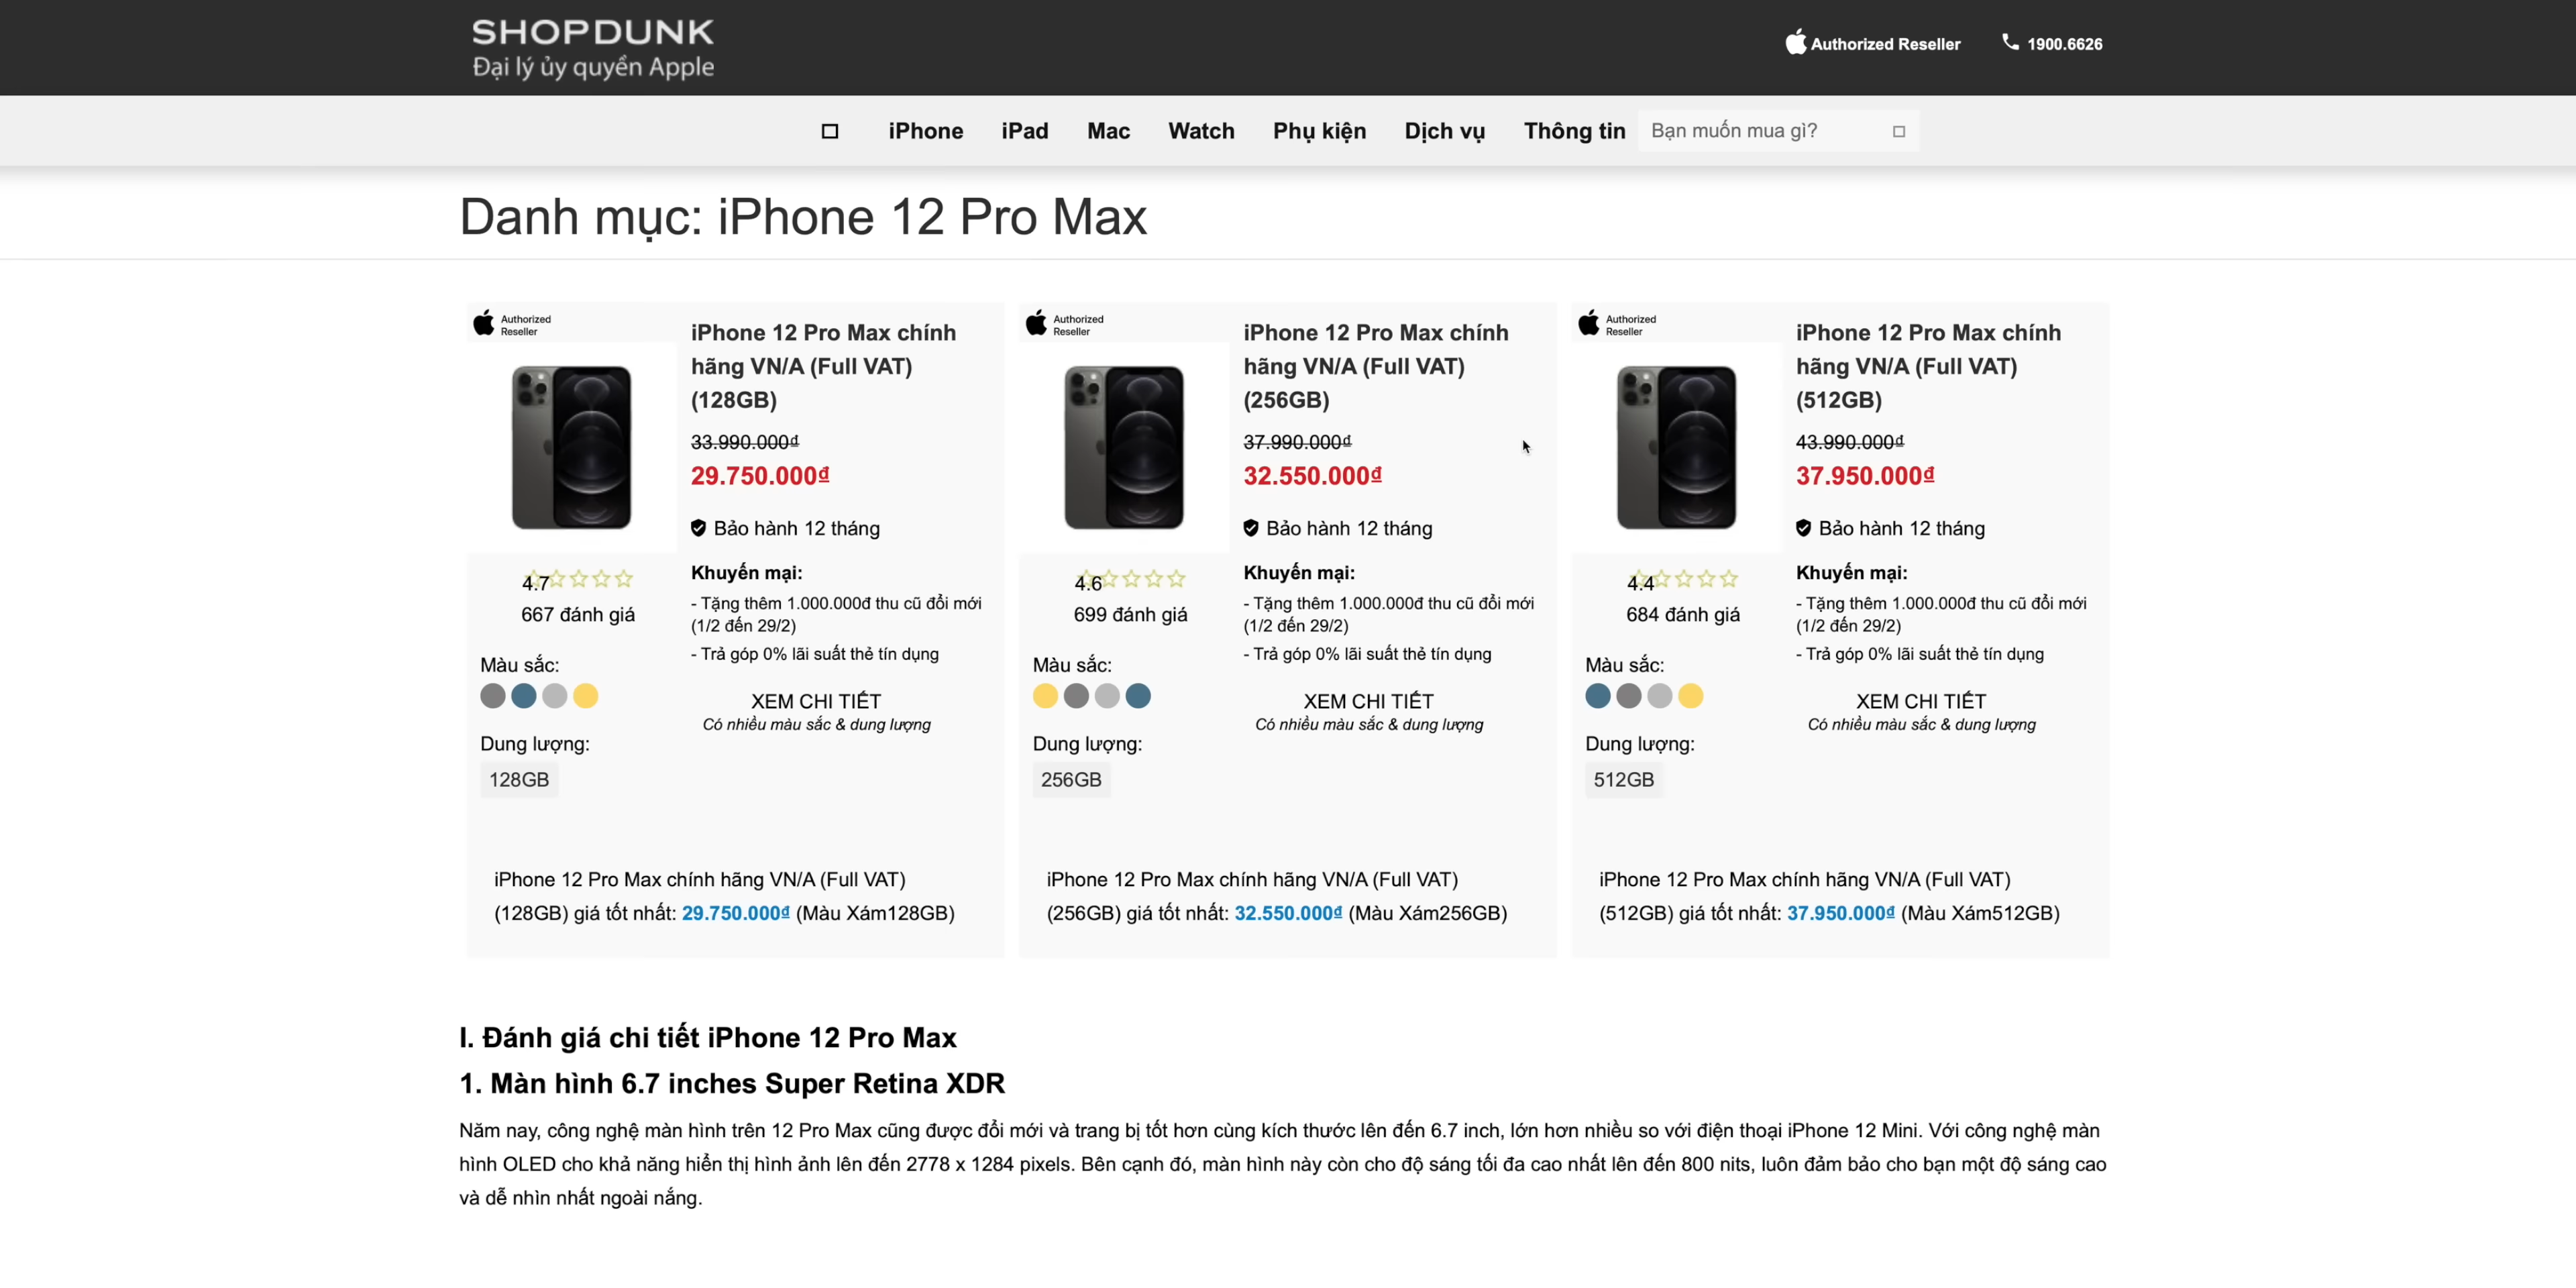 SHOPDUNK
Đại lý ủy quyền Apple
Authorized Reseller
1900.6626
iPhone iPad Mac Watch Phụ kiện Dịch vụ Thông tin Bạn muốn mua gì?
Danh mục: iPhone 12 Pro Max
Authorized
Reseller
iPhone 12 Pro Max chính
hãng VN/A (Full VAT)
(128GB)
33.990.000₫
29.750.000₫
Bảo hành 12 tháng
4.7
667 đánh giá
Khuyến mại:
- Tặng thêm 1.000.000đ thu cũ đổi mới
(1/2 đến 29/2)
- Trả góp 0% lãi suất thẻ tín dụng
Màu sắc:
XEM CHI TIẾT
Có nhiều màu sắc & dung lượng
Dung lượng:
128GB
iPhone 12 Pro Max chính hãng VN/A (Full VAT)
(128GB) giá tốt nhất: 29.750.000₫ (Màu Xám128GB)
Authorized
Reseller
iPhone 12 Pro Max chính
hãng VN/A (Full VAT)
(256GB)
37.990.000₫
32.550.000₫
Bảo hành 12 tháng
4.6
699 đánh giá
Khuyến mại:
- Tặng thêm 1.000.000đ thu cũ đổi mới
(1/2 đến 29/2)
- Trả góp 0% lãi suất thẻ tín dụng
Màu sắc:
XEM CHI TIẾT
Có nhiều màu sắc & dung lượng
Dung lượng:
256GB
iPhone 12 Pro Max chính hãng VN/A (Full VAT)
(256GB) giá tốt nhất: 32.550.000₫ (Màu Xám256GB)
Authorized
Reseller
iPhone 12 Pro Max chính
hãng VN/A (Full VAT)
(512GB)
43.990.000₫
37.950.000₫
Bảo hành 12 tháng
4.4
684 đánh giá
Khuyến mại:
- Tặng thêm 1.000.000đ thu cũ đổi mới
(1/2 đến 29/2)
- Trả góp 0% lãi suất thẻ tín dụng
Màu sắc:
XEM CHI TIẾT
Có nhiều màu sắc & dung lượng
Dung lượng:
512GB
iPhone 12 Pro Max chính hãng VN/A (Full VAT)
(512GB) giá tốt nhất: 37.950.000₫ (Màu Xám512GB)
I. Đánh giá chi tiết iPhone 12 Pro Max
1. Màn hình 6.7 inches Super Retina XDR
Năm nay, công nghệ màn hình trên 12 Pro Max cũng được đổi mới và trang bị tốt hơn cùng kích thước lên đến 6.7 inch, lớn hơn nhiều so với điện thoại iPhone 12 Mini. Với công nghệ màn
hình OLED cho khả năng hiển thị hình ảnh lên đến 2778 x 1284 pixels. Bên cạnh đó, màn hình này còn cho độ sáng tối đa cao nhất lên đến 800 nits, luôn đảm bảo cho bạn một độ sáng cao
và dễ nhìn nhất ngoài nắng.